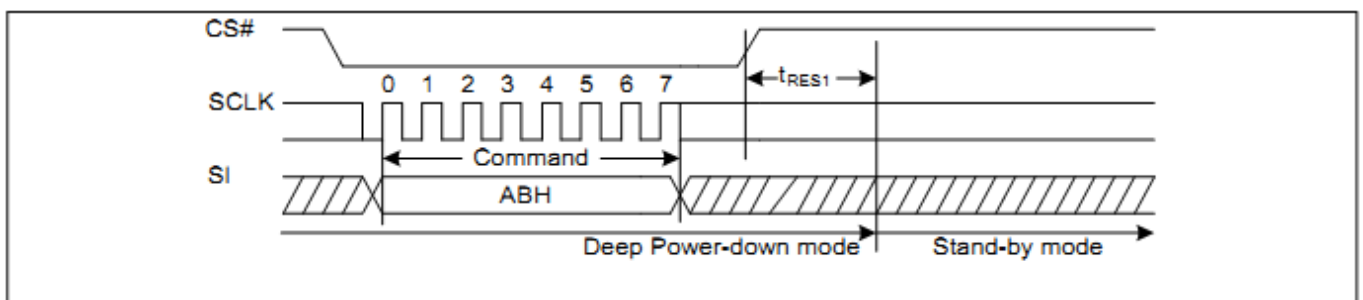 CS#
tRES1
0 1 2 3 4 5 6 7
SCLK
Command
SI
ABH
Deep Power-down mode Stand-by mode